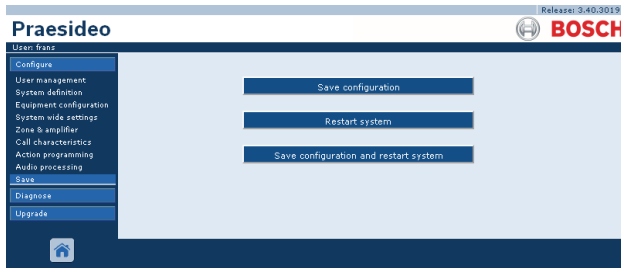 Release: 3.40.3019
Praesideo
BOSCH
User: frans
Configure
User management
System definition
Equipment configuration
System wide settings
Zone & amplifier
Call characteristics
Action programming
Audio processing
Save
Diagnose
Upgrade
Save configuration
Restart system
Save configuration and restart system